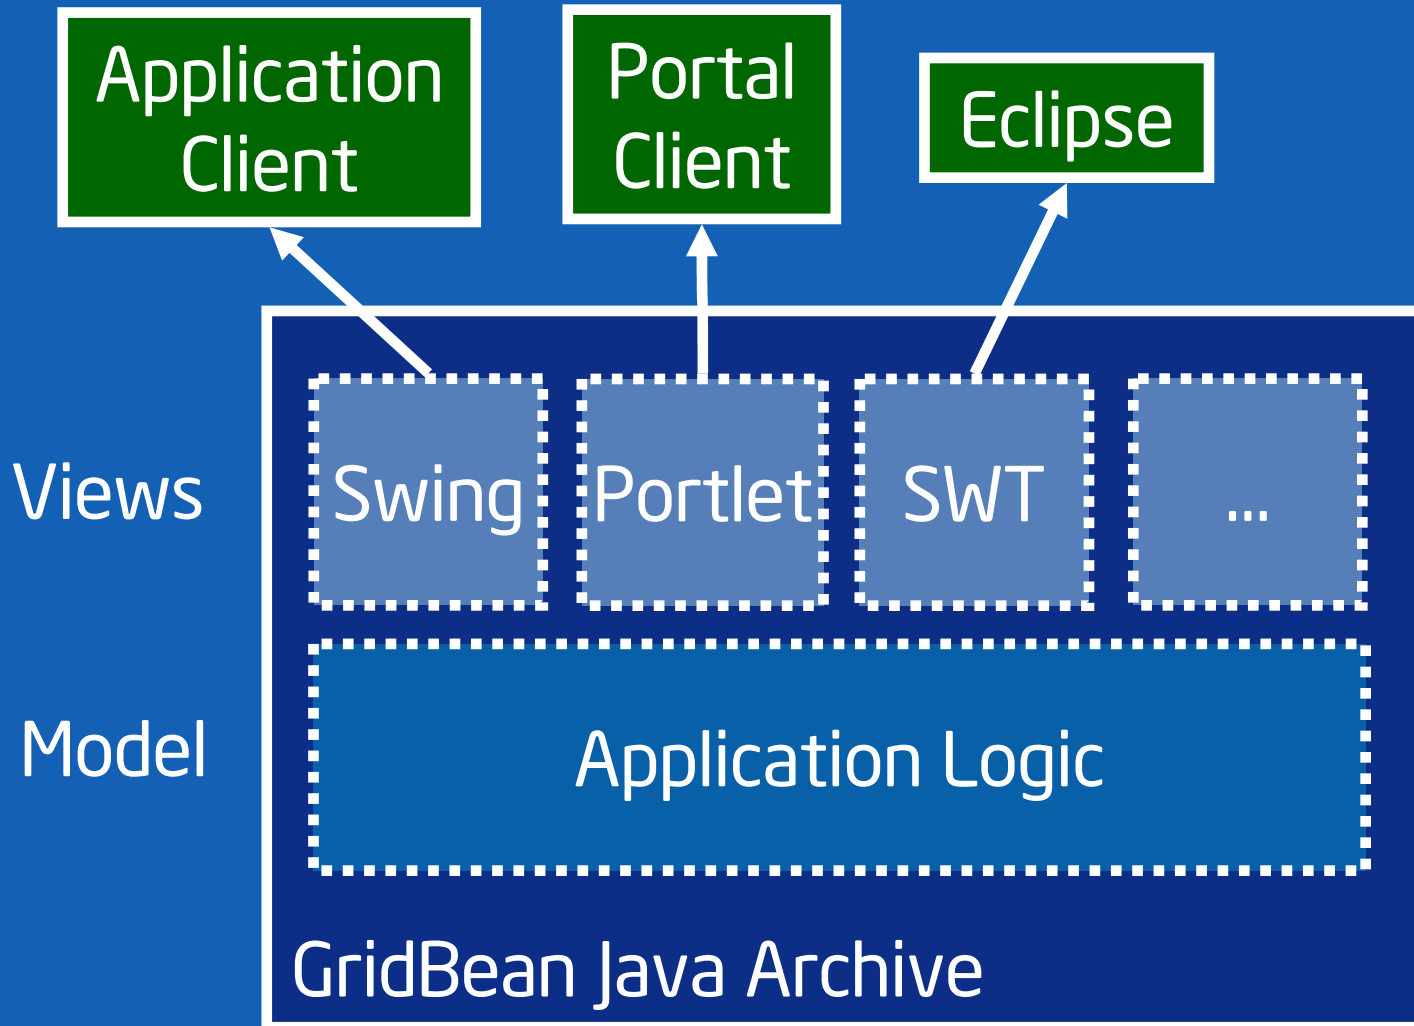 Application
Client
Portal
Client
Eclipse
Views
Swing
Portlet
SWT
...
Model
Application Logic
GridBean Java Archive